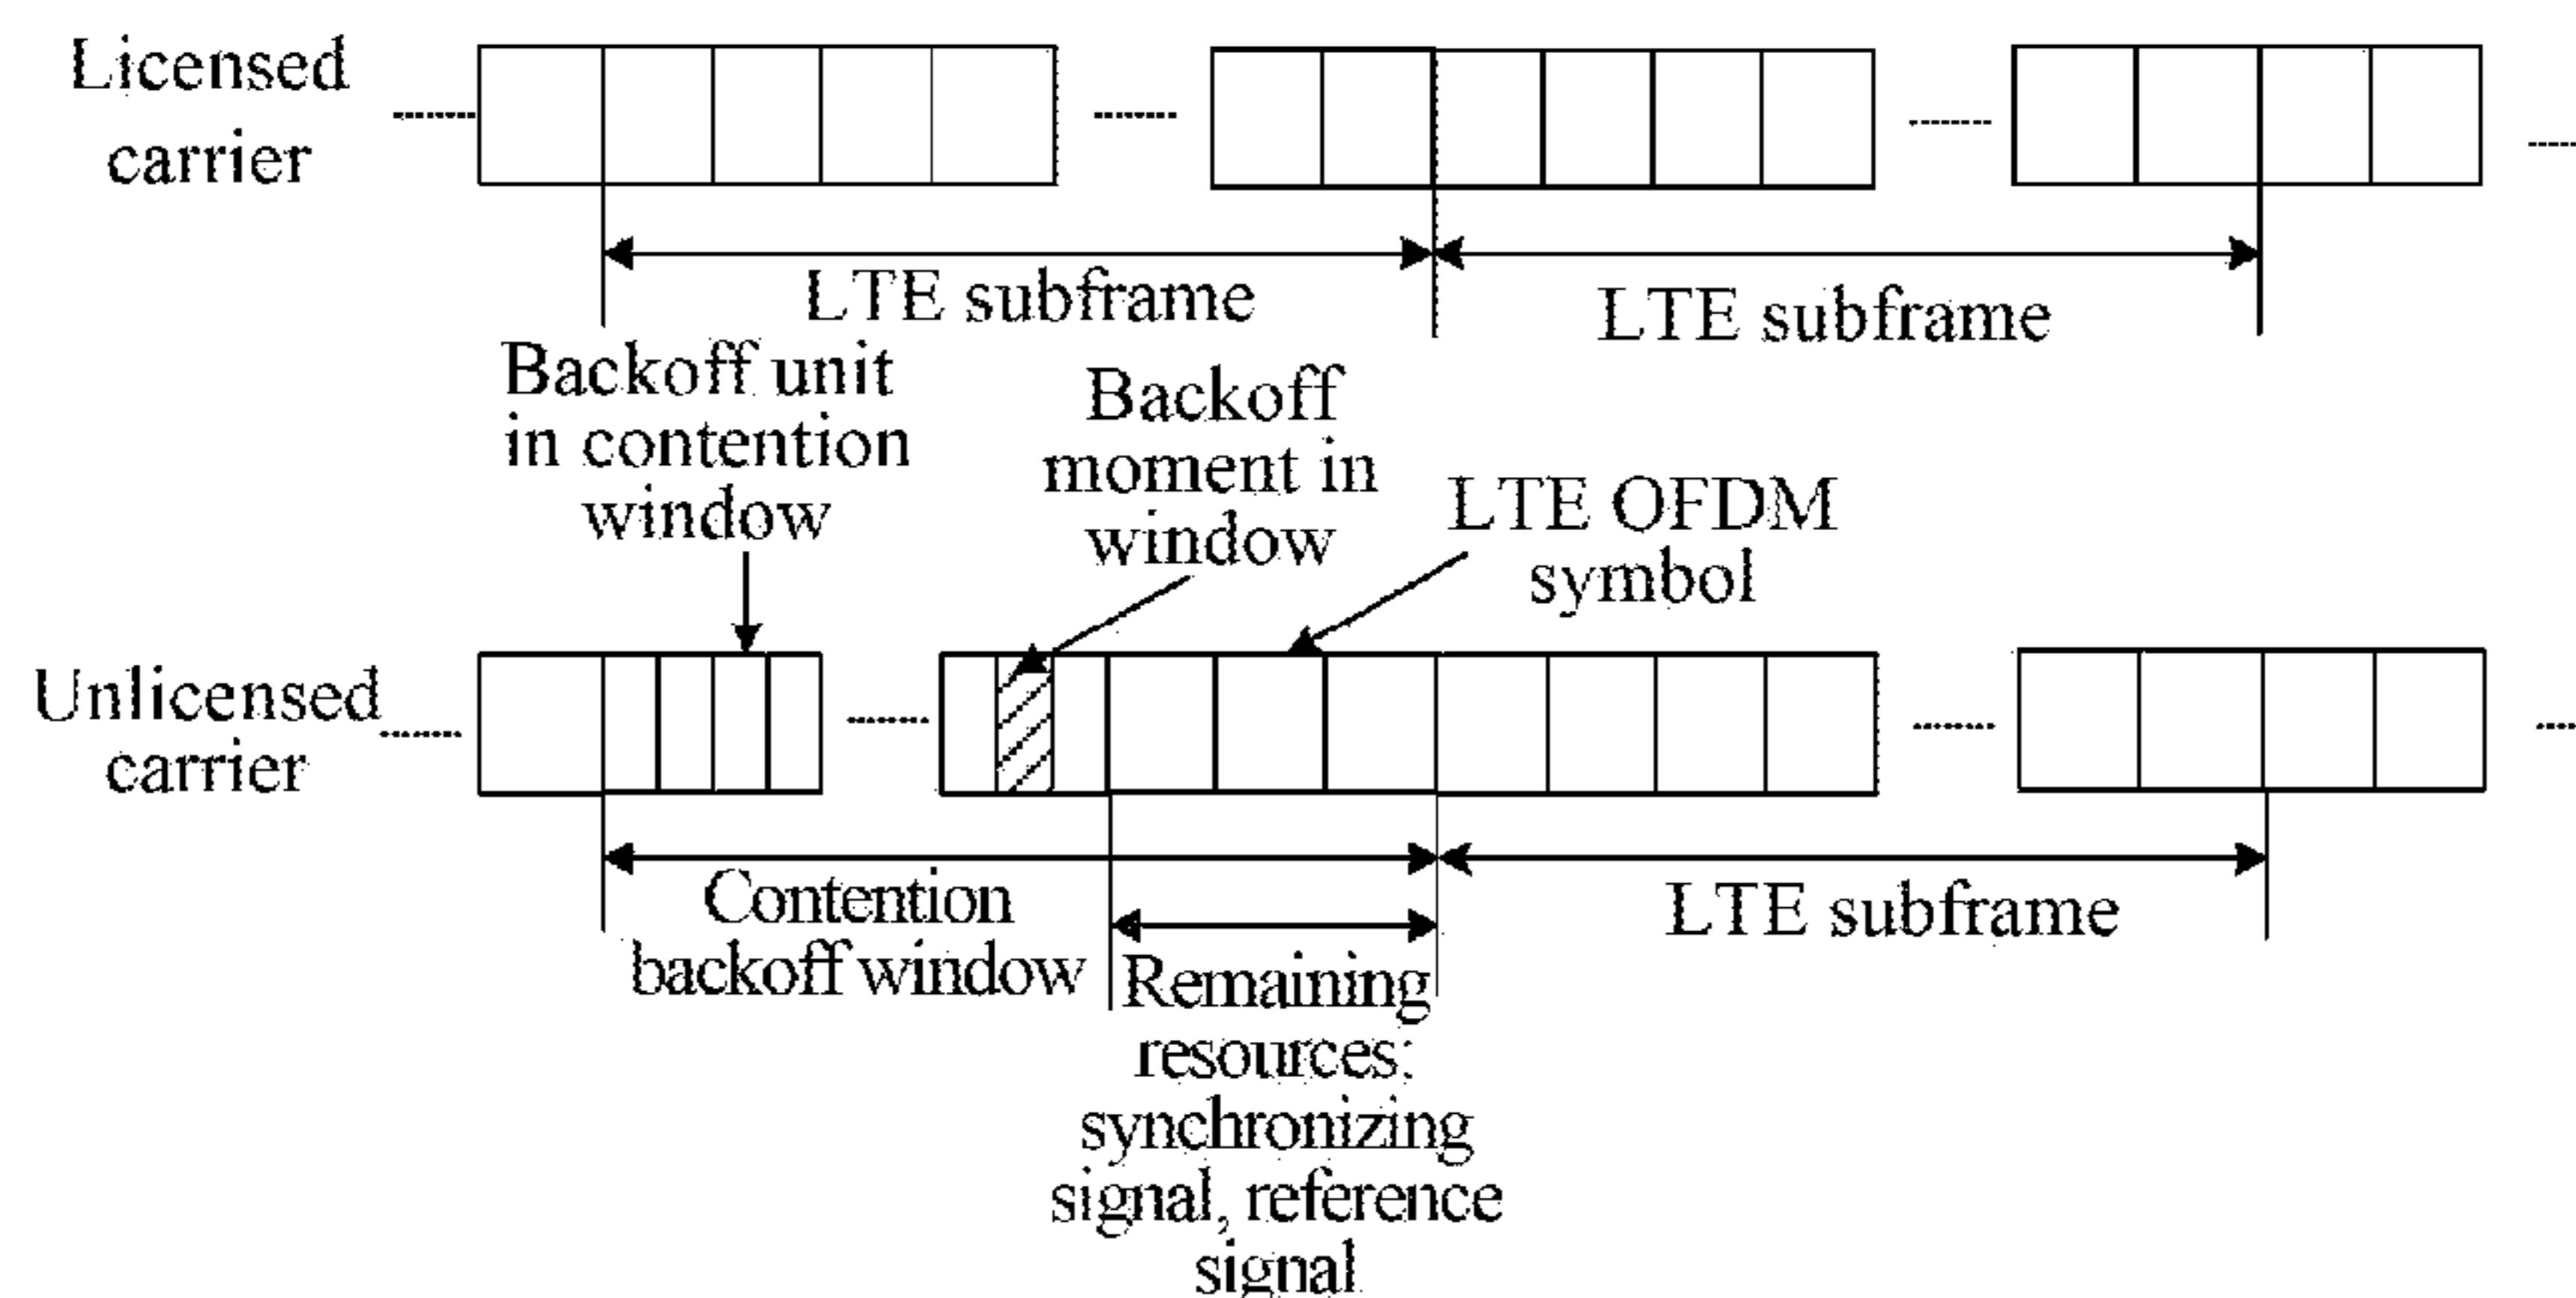 Licensed
carrier
LTE subframe
LTE subframe
Backoff unit
in contention
window
Backoff
moment in
window
LTE OFDM
symbol
Unlicensed
carrier
Contention
backoff window
LTE subframe
Remaining
resources:
synchronizing
signal, reference
signal